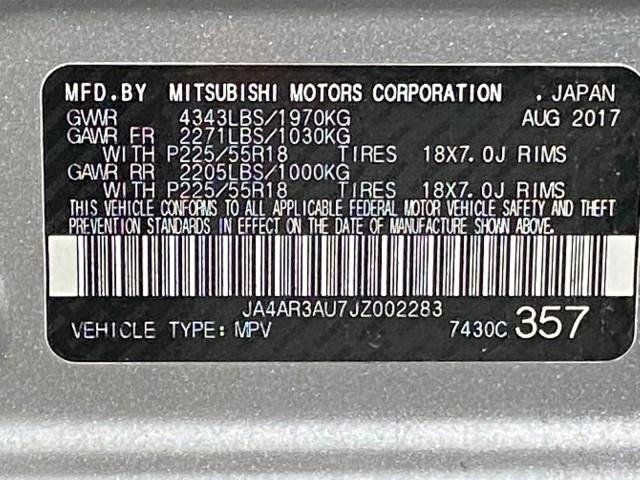 MFD.BY MITSUBISHI MOTORS CORPORATION . JAPAN
GVWR 4343LBS/1970KG AUG 2017
GAWR FR 2271LBS/1030KG
WITH P225/55R18 TIRES 18X7.0J RIMS
GAWR RR 2205LBS/1000KG
WITH P225/55R18 TIRES 18X7.0J RIMS
THIS VEHICLE CONFORMS TO ALL APPLICABLE FEDERAL MOTOR VEHICLE SAFETY AND THEFT
PREVENTION STANDARDS IN EFFECT ON THE DATE OF MANUFACTURE SHOWN ABOVE.
JA4AR3AU7JZ002283
VEHICLE TYPE:MPV 7430C 357